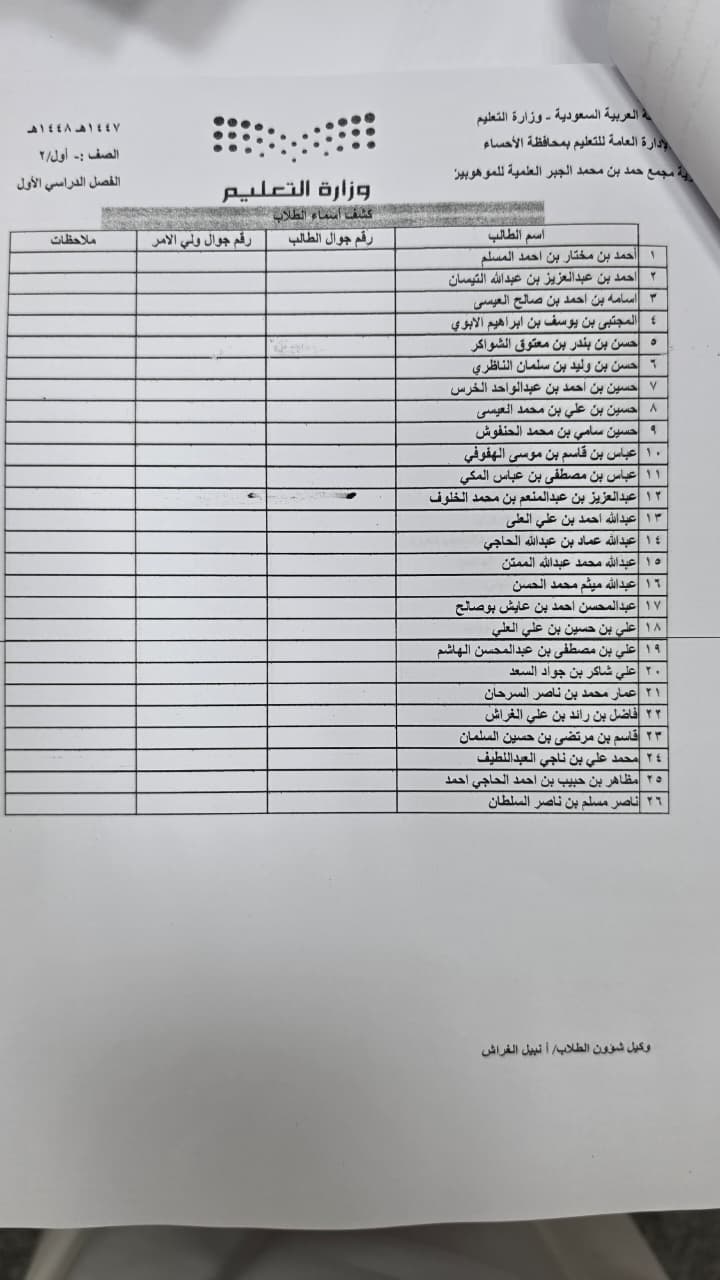 العربية السعودية - وزارة التعليم
لإدارة العامة للتعليم بمحافظة الأحساء
مجمع حمد بن محمد الجبر العلمية للموهوبين
١٤٤٧هـ ١٤٤٨هـ
الصف :- أول/٢
الفصل الدراسي الأول
وزارة التعليم
كشف اسماء الطلاب
اسم الطالب رقم جوال الطالب رقم جوال ولي الامر ملاحظات
١ أحمد بن مختار بن احمد المسلم
٢ احمد بن عبدالعزيز بن عبدالله التيسان
٣ اسامه بن احمد بن صالح العيسى
٤ المجتبى بن يوسف بن ابراهيم الابوي
٥ حسن بن بندر بن معتوق الشواكر
٦ حسن بن وليد بن سلمان الناظري
٧ حسين بن احمد بن عبدالواحد الخرس
٨ حسين بن علي بن محمد العيسى
٩ حسين سامي بن محمد الحنفوش
١٠ عباس بن قاسم بن موسى الهفوفي
١١ عباس بن مصطفى بن عباس المكي
١٢ عبدالعزيز بن عبدالمنعم بن محمد الخلوف
١٣ عبدالله احمد بن علي العلى
١٤ عبدالله عماد بن عبدالله الحاجي
١٥ عبدالله محمد عبدالله الممتن
١٦ عبدالله ميثم محمد الحسن
١٧ عبدالمحسن احمد بن عايش بوصالح
١٨ علي بن حسين بن علي العلي
١٩ علي بن مصطفى بن عبدالمحسن الهاشم
٢٠ علي شاكر بن جواد السعد
٢١ عمار محمد بن ناصر السرحان
٢٢ فاضل بن رائد بن علي الغراش
٢٣ قاسم بن مرتضى بن حسين السلمان
٢٤ محمد علي بن ناجي العبداللطيف
٢٥ مظاهر بن حبيب بن احمد الحاجي احمد
٢٦ ناصر مسلم بن ناصر السلطان
وكيل شؤون الطلاب/ أ نبيل الغراش